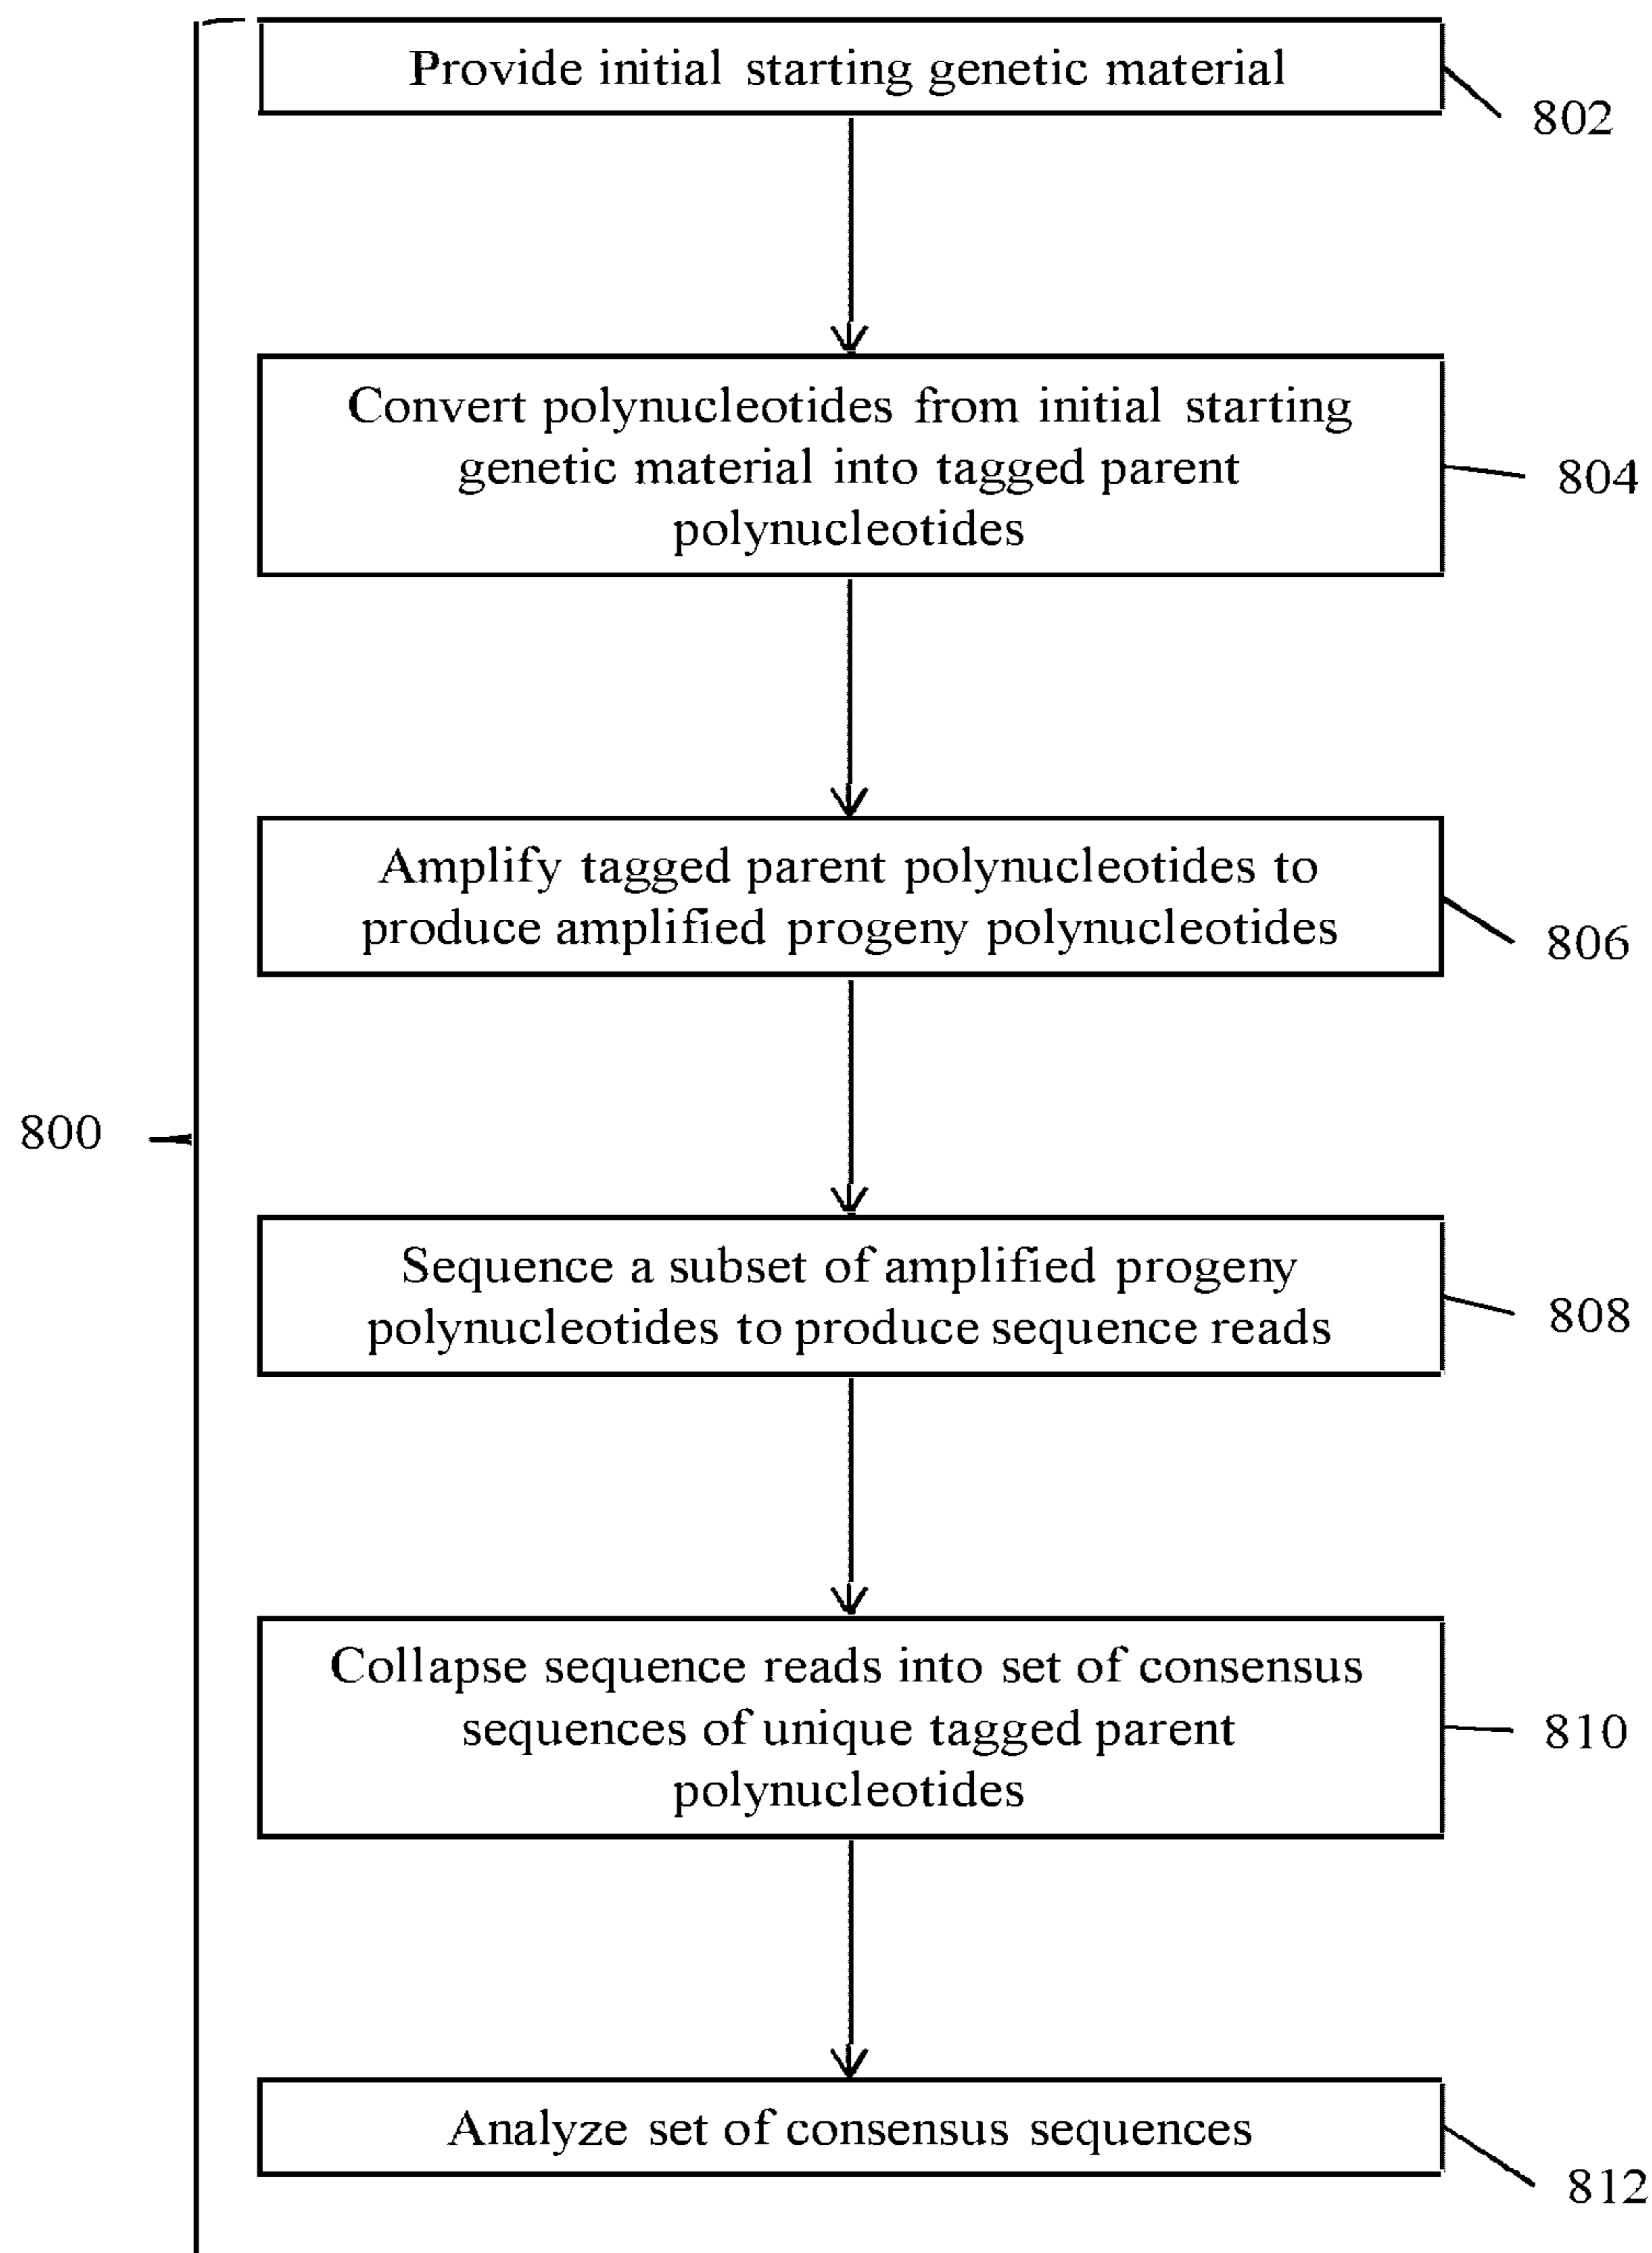 Provide initial starting genetic material
802
Convert polynucleotides from initial starting
genetic material into tagged parent
polynucleotides
804
Amplify tagged parent polynucleotides to
produce amplified progeny polynucleotides
806
800
Sequence a subset of amplified progeny
polynucleotides to produce sequence reads
808
Collapse sequence reads into set of consensus
sequences of unique tagged parent
polynucleotides
810
Analyze set of consensus sequences
812